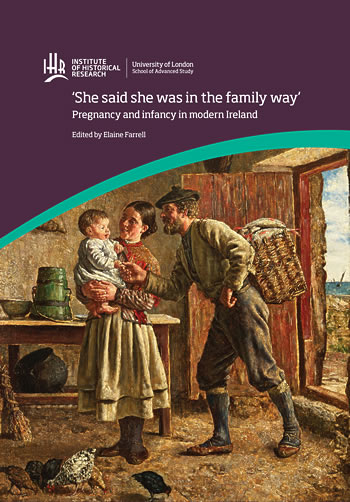 INSTITUTE
OF HISTORICAL
RESEARCH
University of London
School of Advanced Study
‘She said she was in the family way’
Pregnancy and infancy in modern Ireland
Edited by Elaine Farrell